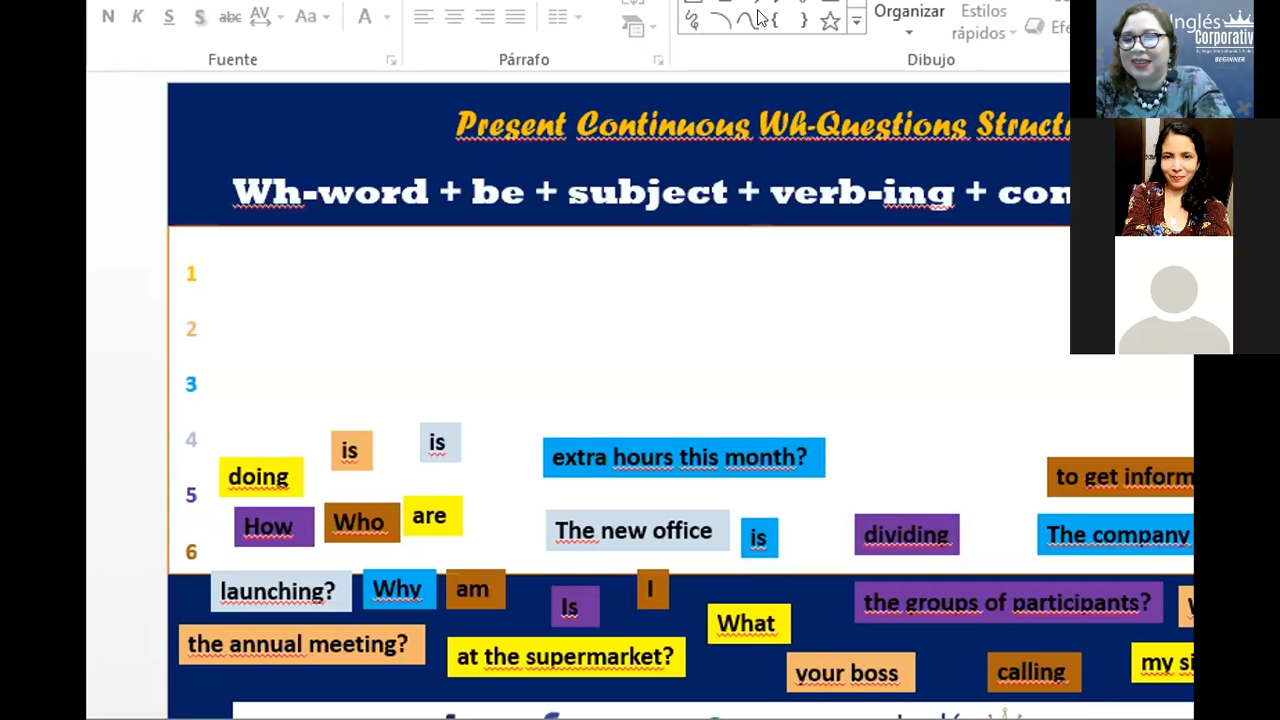 N K S S abc AV Aa A
Organizar
Estilos
rápidos
Efe
Fuente
Párrafo
Dibujo
Inglés
Corporativ
BEGINNER
Present Continuous Wh-Questions Struct
Wh-word + be + subject + verb-ing + con
1
2
3
4
5
6
is
is
extra hours this month?
doing
to get inform
How
Who
are
The new office
is
dividing
The company
launching?
Why
am
Is
I
the groups of participants?
What
the annual meeting?
at the supermarket?
your boss
calling
my si